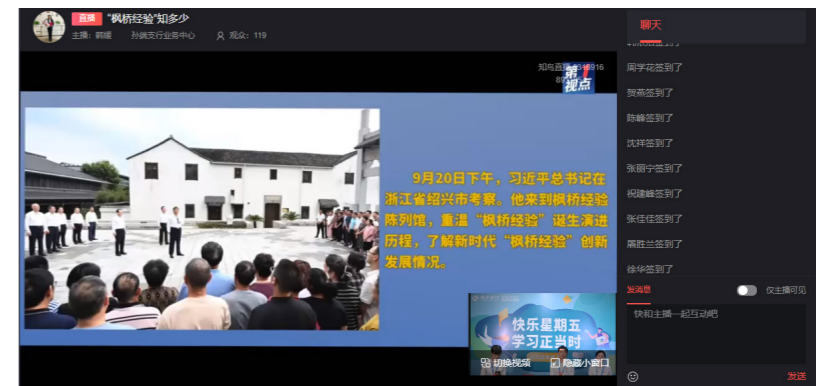 直播 "枫桥经验"知多少
主播：韩暖 孙端支行业务中心 观众：119
聊天
周学花签到了
贺燕签到了
陈峰签到了
沈祥签到了
张丽宁签到了
祝建峰签到了
张佳佳签到了
屠胜兰签到了
徐华签到了
知鸟直播
第1
视点
9月20日下午，习近平总书记在
浙江省绍兴市考察。他来到枫桥经验
陈列馆，重温“枫桥经验”诞生演进
历程，了解新时代“枫桥经验”创新
发展情况。
快乐星期五
学习正当时
切换视频 隐藏小窗口
发消息 仅主播可见
快和主播一起互动吧
发送